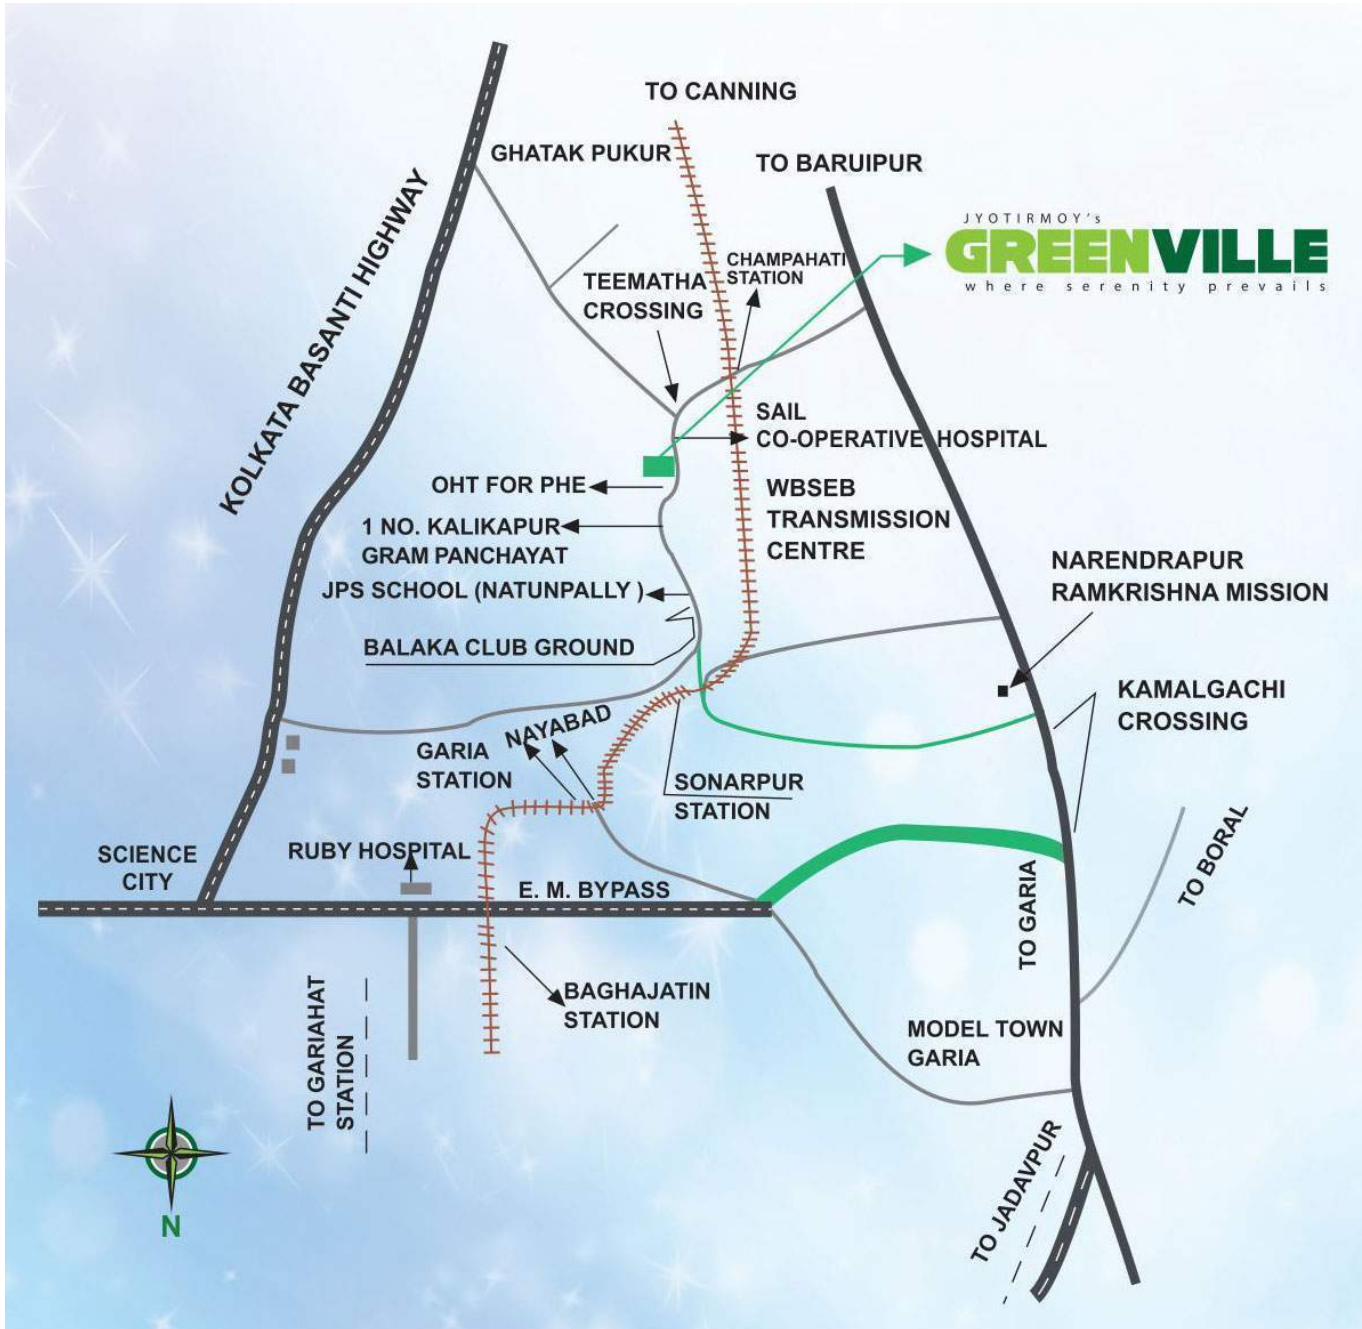 TO CANNING
GHATAK PUKUR
TO BARUIPUR
KOLKATA BASANTI HIGHWAY
JYOTIRMOY's
GREENVILLE
where serenity prevails
CHAMPAHATI
STATION
TEEMATHA
CROSSING
SAIL
CO-OPERATIVE HOSPITAL
OHT FOR PHE
WBSEB
TRANSMISSION
CENTRE
1 NO. KALIKAPUR
GRAM PANCHAYAT
NARENDRAPUR
RAMKRISHNA MISSION
JPS SCHOOL (NATUNPALLY )
BALAKA CLUB GROUND
KAMALGACHI
CROSSING
NAYABAD
GARIA
STATION
SONARPUR
STATION
SCIENCE
CITY
RUBY HOSPITAL
E. M. BYPASS
TO GARIA
TO BORAL
BAGHAJATIN
STATION
TO GARIAHAT
STATION
MODEL TOWN
GARIA
TO JADAVPUR
N